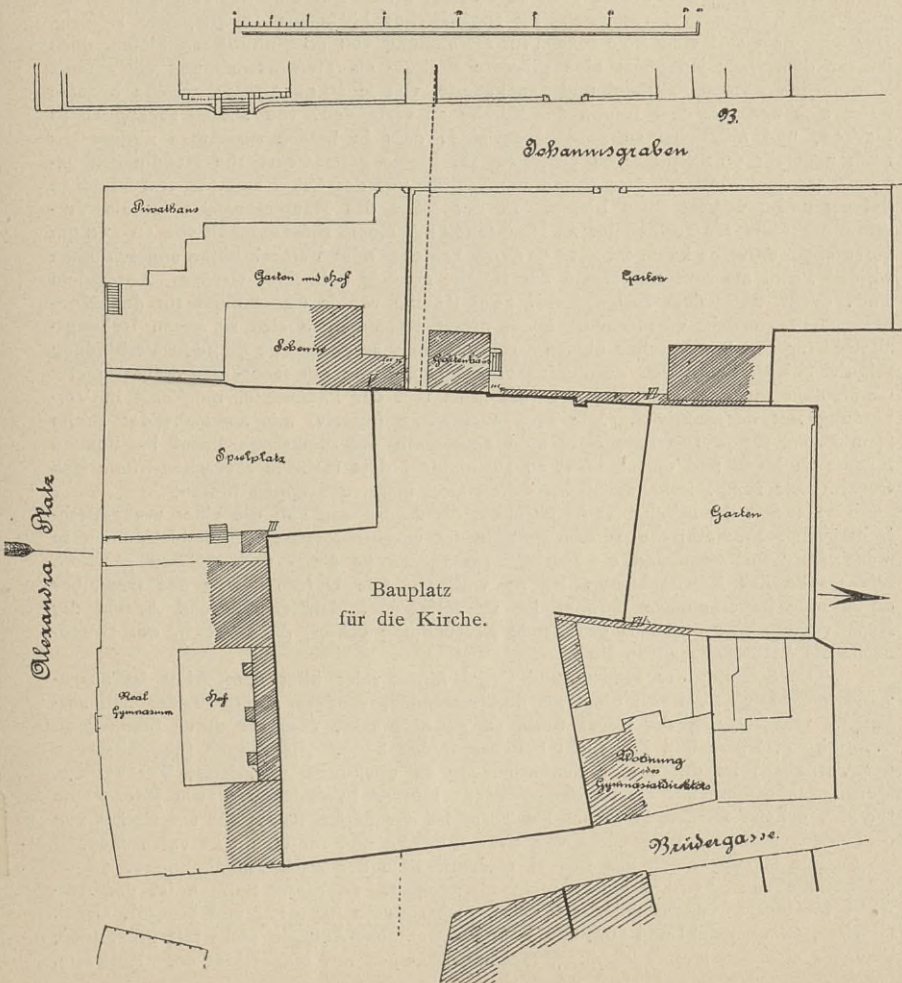 93.
Johannisgraben
Privathaus
Garten und Hof
Garten
Scheune
Gartenhaus
Spielplatz
Garten
Alexandra Platz
Bauplatz
für die Kirche.
Real
Gymnasium
Hof
Wohnung
des
Gymnasialdirektors
Brüdergasse.